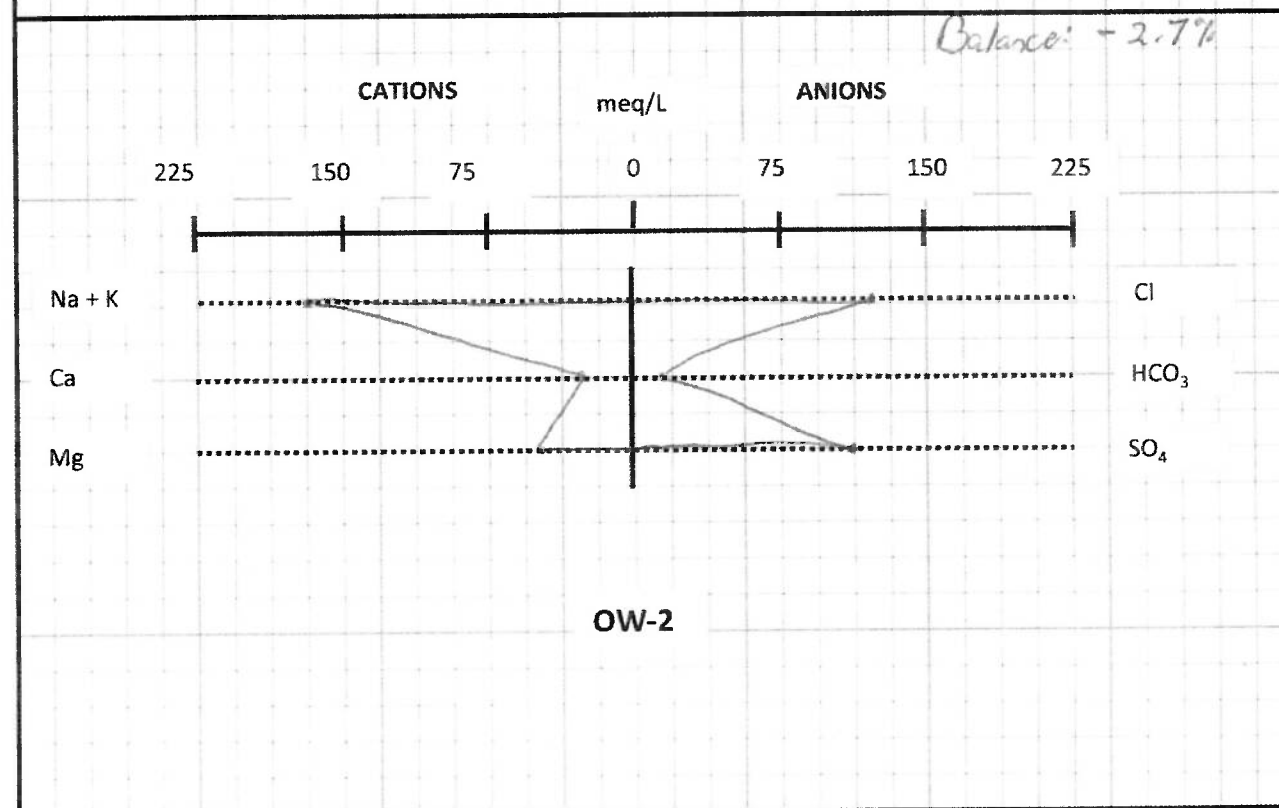 Balance: - 2.7%
CATIONS meq/L ANIONS
225 150 75 0 75 150 225
Na + K Cl
Ca HCO₃
Mg SO₄
OW-2